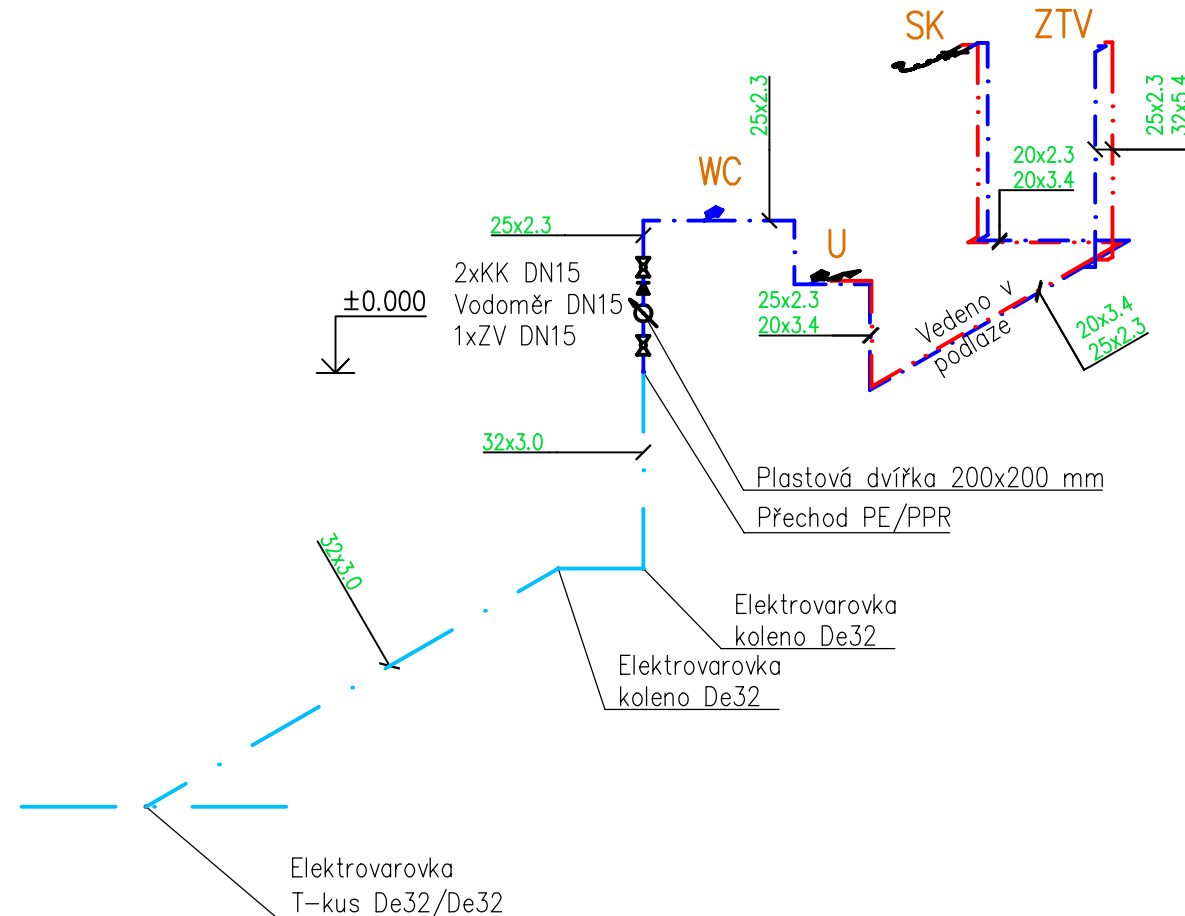 SK
ZTV
25x2.3
25x2.3
32x5.4
20x2.3
20x3.4
WC
25x2.3
U
2xKK DN15
Vodoměr DN15
1xZV DN15
±0.000
25x2.3
20x3.4
Vedeno v
podlaze
20x3.4
25x2.3
32x3.0
Plastová dvířka 200x200 mm
Přechod PE/PPR
32x3.0
Elektrovarovka
koleno De32
Elektrovarovka
koleno De32
Elektrovarovka
T-kus De32/De32